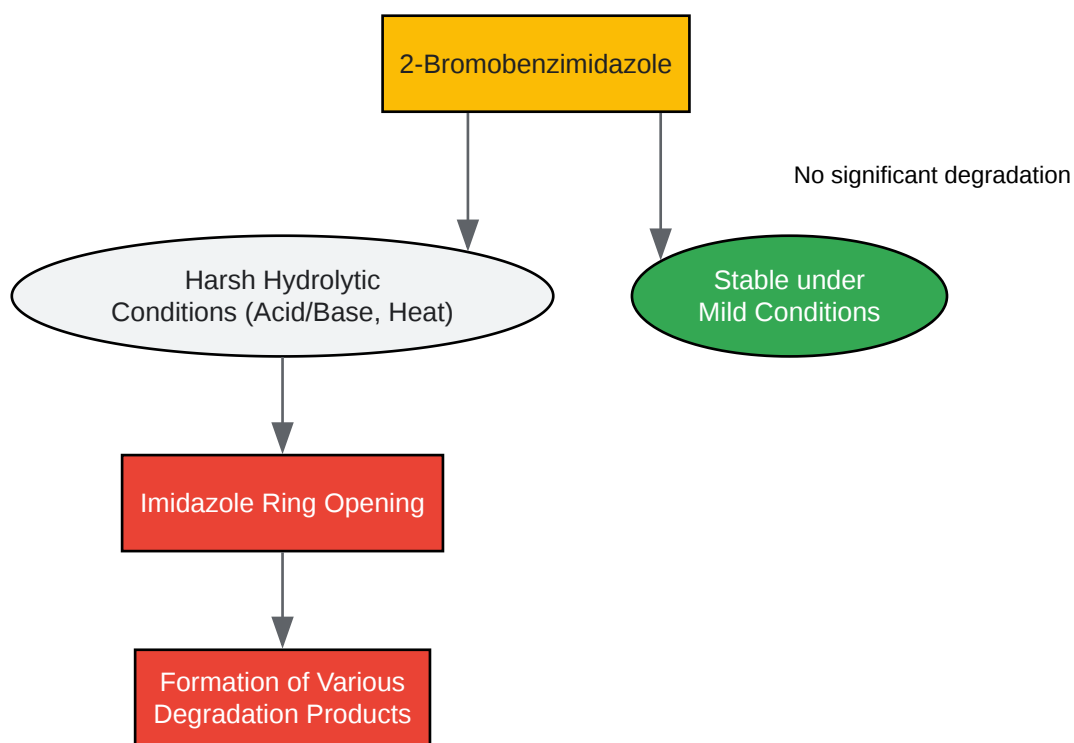 2-Bromobenzimidazole
No significant degradation
Harsh Hydrolytic
Conditions (Acid/Base, Heat)
Stable under
Mild Conditions
Imidazole Ring Opening
Formation of Various
Degradation Products